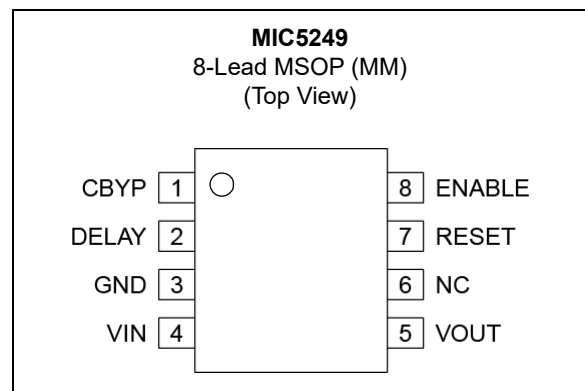 MIC5249
8-Lead MSOP (MM)
(Top View)
CBYP 1 8 ENABLE
DELAY 2 7 RESET
GND 3 6 NC
VIN 4 5 VOUT